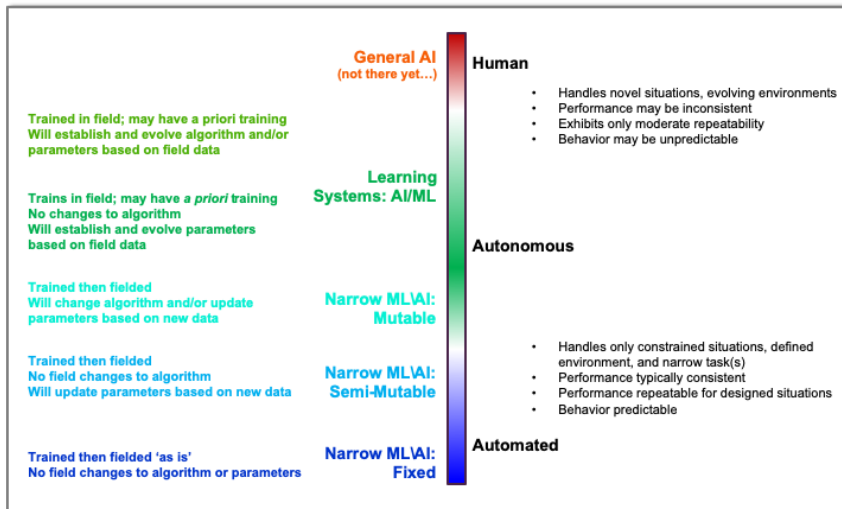 General AI
(not there yet…)
Human
• Handles novel situations, evolving environments
• Performance may be inconsistent
• Exhibits only moderate repeatability
• Behavior may be unpredictable
Trained in field; may have a priori training
Will establish and evolve algorithm and/or
parameters based on field data
Learning
Systems: AI/ML
Trains in field; may have a priori training
No changes to algorithm
Will establish and evolve parameters
based on field data
Autonomous
Trained then fielded
Will change algorithm and/or update
parameters based on new data
Narrow ML\AI:
Mutable
• Handles only constrained situations, defined
environment, and narrow task(s)
• Performance typically consistent
• Performance repeatable for designed situations
• Behavior predictable
Trained then fielded
No field changes to algorithm
Will update parameters based on new data
Narrow ML\AI:
Semi-Mutable
Automated
Trained then fielded ‘as is’
No field changes to algorithm or parameters
Narrow ML\AI:
Fixed